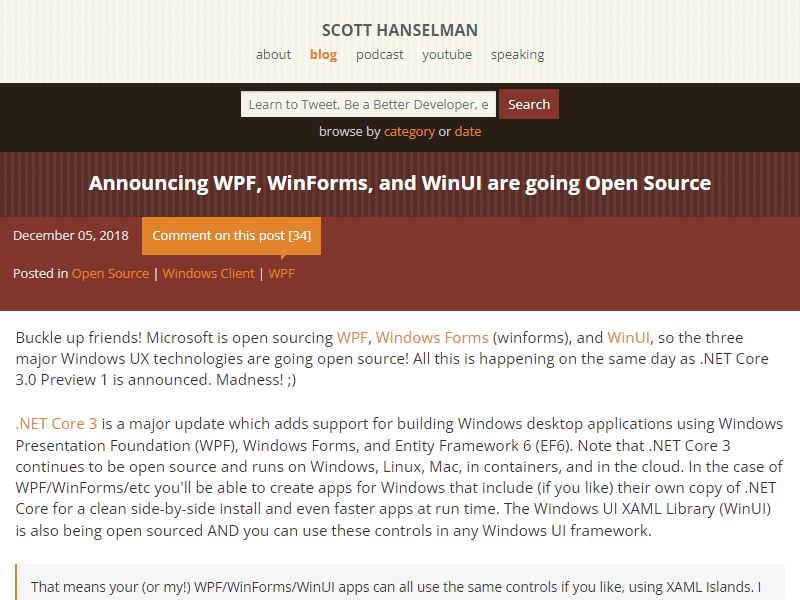 SCOTT HANSELMAN
about blog podcast youtube speaking
Learn to Tweet, Be a Better Developer, e Search
browse by category or date
Announcing WPF, WinForms, and WinUI are going Open Source
December 05, 2018 Comment on this post [34]
Posted in Open Source | Windows Client | WPF
Buckle up friends! Microsoft is open sourcing WPF, Windows Forms (winforms), and WinUI, so the three
major Windows UX technologies are going open source! All this is happening on the same day as .NET Core
3.0 Preview 1 is announced. Madness! ;)
.NET Core 3 is a major update which adds support for building Windows desktop applications using Windows
Presentation Foundation (WPF), Windows Forms, and Entity Framework 6 (EF6). Note that .NET Core 3
continues to be open source and runs on Windows, Linux, Mac, in containers, and in the cloud. In the case of
WPF/WinForms/etc you'll be able to create apps for Windows that include (if you like) their own copy of .NET
Core for a clean side-by-side install and even faster apps at run time. The Windows UI XAML Library (WinUI)
is also being open sourced AND you can use these controls in any Windows UI framework.
That means your (or my!) WPF/WinForms/WinUI apps can all use the same controls if you like, using XAML Islands. I